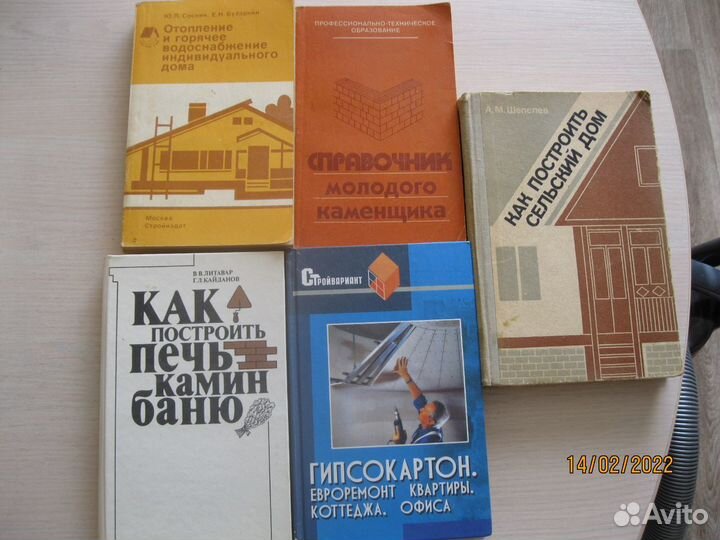 Ю.П. Соснин, Е.Н. Бухаркин
Отопление
и горячее
водоснабжение
индивидуального
дома
Москва
Стройиздат
ПРОФЕССИОНАЛЬНО-ТЕХНИЧЕСКОЕ
ОБРАЗОВАНИЕ
СПРАВОЧНИК
МОЛОДОГО
КАМЕНЩИКА
А.М. Шепелев
КАК ПОСТРОИТЬ
СЕЛЬСКИЙ ДОМ
В.В.ЛИТАВАР
Г.Л.КАЙДАНОВ
КАК
ПОСТРОИТЬ
ПЕЧЬ
КАМИН
БАНЮ
СТРОЙВАРИАНТ
ГИПСОКАРТОН.
ЕВРОРЕМОНТ КВАРТИРЫ.
КОТТЕДЖА. ОФИСА
14/02/2022
Avito